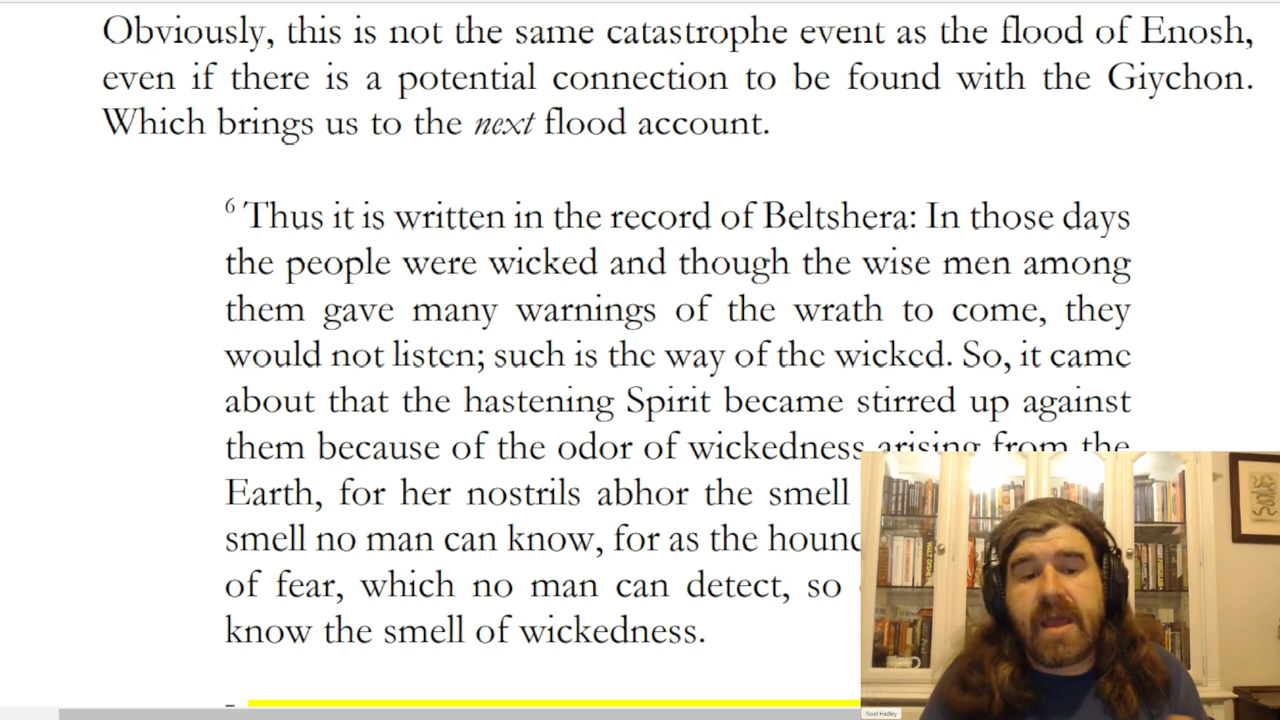 Obviously, this is not the same catastrophe event as the flood of Enosh,
even if there is a potential connection to be found with the Giychon.
Which brings us to the next flood account.
6 Thus it is written in the record of Beltshera: In those days
the people were wicked and though the wise men among
them gave many warnings of the wrath to come, they
would not listen; such is the way of the wicked. So, it came
about that the hastening Spirit became stirred up against
them because of the odor of wickedness arising from the
Earth, for her nostrils abhor the smell
smell no man can know, for as the hound
of fear, which no man can detect, so
know the smell of wickedness.
Noel Hadley